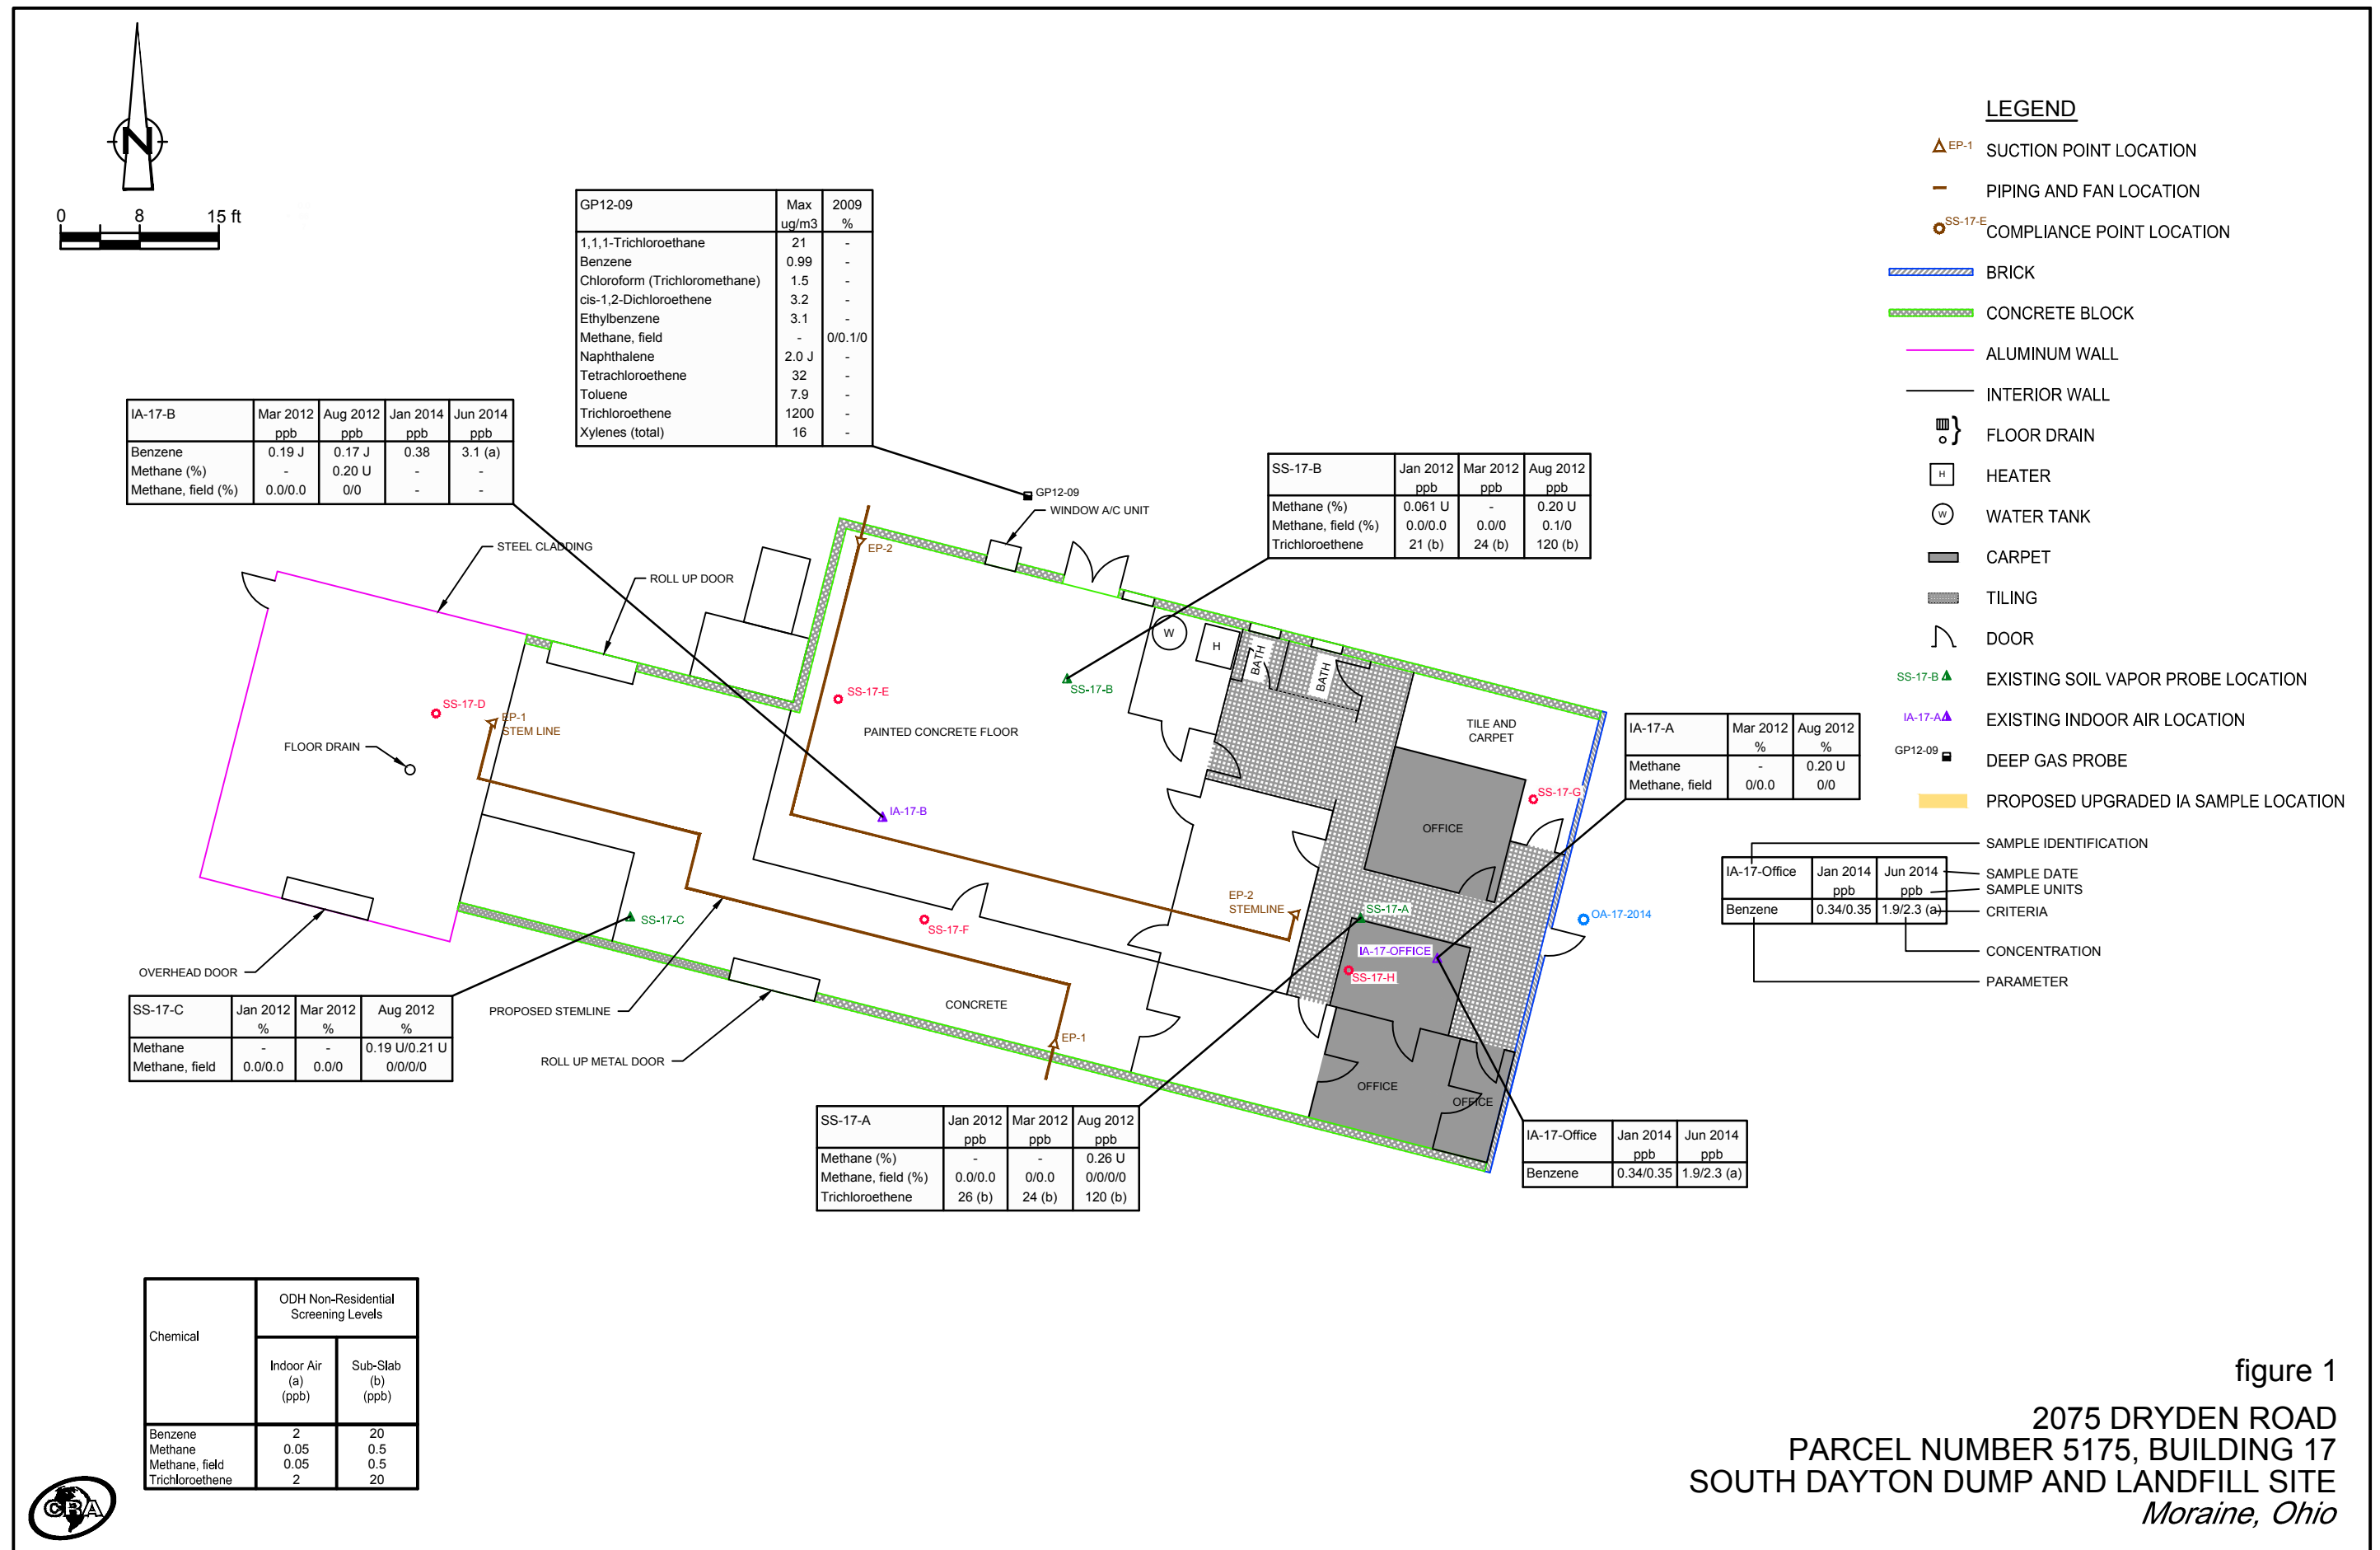 N
0 8 15 ft
GP12-09 Max 2009
ug/m3 %
1,1,1-Trichloroethane 21 -
Benzene 0.99 -
Chloroform (Trichloromethane) 1.5 -
cis-1,2-Dichloroethene 3.2 -
Ethylbenzene 3.1 -
Methane, field - 0/0.1/0
Naphthalene 2.0 J -
Tetrachloroethene 32 -
Toluene 7.9 -
Trichloroethene 1200 -
Xylenes (total) 16 -
IA-17-B Mar 2012 Aug 2012 Jan 2014 Jun 2014
ppb ppb ppb ppb
Benzene 0.19 J 0.17 J 0.38 3.1 (a)
Methane (%) - 0.20 U - -
Methane, field (%) 0.0/0.0 0/0 - -
SS-17-B Jan 2012 Mar 2012 Aug 2012
ppb ppb ppb
Methane (%) 0.061 U - 0.20 U
Methane, field (%) 0.0/0.0 0.0/0 0.1/0
Trichloroethene 21 (b) 24 (b) 120 (b)
GP12-09
WINDOW A/C UNIT
EP-2
STEEL CLADDING
ROLL UP DOOR
W
H
BATH
BATH
SS-17-E
SS-17-B
SS-17-D
EP-1
STEM LINE
PAINTED CONCRETE FLOOR
TILE AND
CARPET
FLOOR DRAIN
SS-17-G
IA-17-B
OFFICE
IA-17-A Mar 2012 Aug 2012
% %
Methane - 0.20 U
Methane, field 0/0.0 0/0
EP-2
STEMLINE
SS-17-A
OA-17-2014
SS-17-C
SS-17-F
IA-17-OFFICE
SS-17-H
OVERHEAD DOOR
PROPOSED STEMLINE
CONCRETE
EP-1
ROLL UP METAL DOOR
OFFICE
OFFICE
SS-17-C Jan 2012 Mar 2012 Aug 2012
% % %
Methane - - 0.19 U/0.21 U
Methane, field 0.0/0.0 0.0/0 0/0/0/0
SS-17-A Jan 2012 Mar 2012 Aug 2012
ppb ppb ppb
Methane (%) - - 0.26 U
Methane, field (%) 0.0/0.0 0/0.0 0/0/0/0
Trichloroethene 26 (b) 24 (b) 120 (b)
IA-17-Office Jan 2014 Jun 2014
ppb ppb
Benzene 0.34/0.35 1.9/2.3 (a)
LEGEND
EP-1 SUCTION POINT LOCATION
PIPING AND FAN LOCATION
SS-17-E COMPLIANCE POINT LOCATION
BRICK
CONCRETE BLOCK
ALUMINUM WALL
INTERIOR WALL
FLOOR DRAIN
H HEATER
W WATER TANK
CARPET
TILING
DOOR
SS-17-B EXISTING SOIL VAPOR PROBE LOCATION
IA-17-A EXISTING INDOOR AIR LOCATION
GP12-09 DEEP GAS PROBE
PROPOSED UPGRADED IA SAMPLE LOCATION
SAMPLE IDENTIFICATION
IA-17-Office Jan 2014 Jun 2014
ppb ppb
Benzene 0.34/0.35 1.9/2.3 (a)
SAMPLE DATE
SAMPLE UNITS
CRITERIA
CONCENTRATION
PARAMETER
Chemical
ODH Non-Residential
Screening Levels
Indoor Air
(a)
(ppb)
Sub-Slab
(b)
(ppb)
Benzene 2 20
Methane 0.05 0.5
Methane, field 0.05 0.5
Trichloroethene 2 20
CRA
figure 1
2075 DRYDEN ROAD
PARCEL NUMBER 5175, BUILDING 17
SOUTH DAYTON DUMP AND LANDFILL SITE
Moraine, Ohio